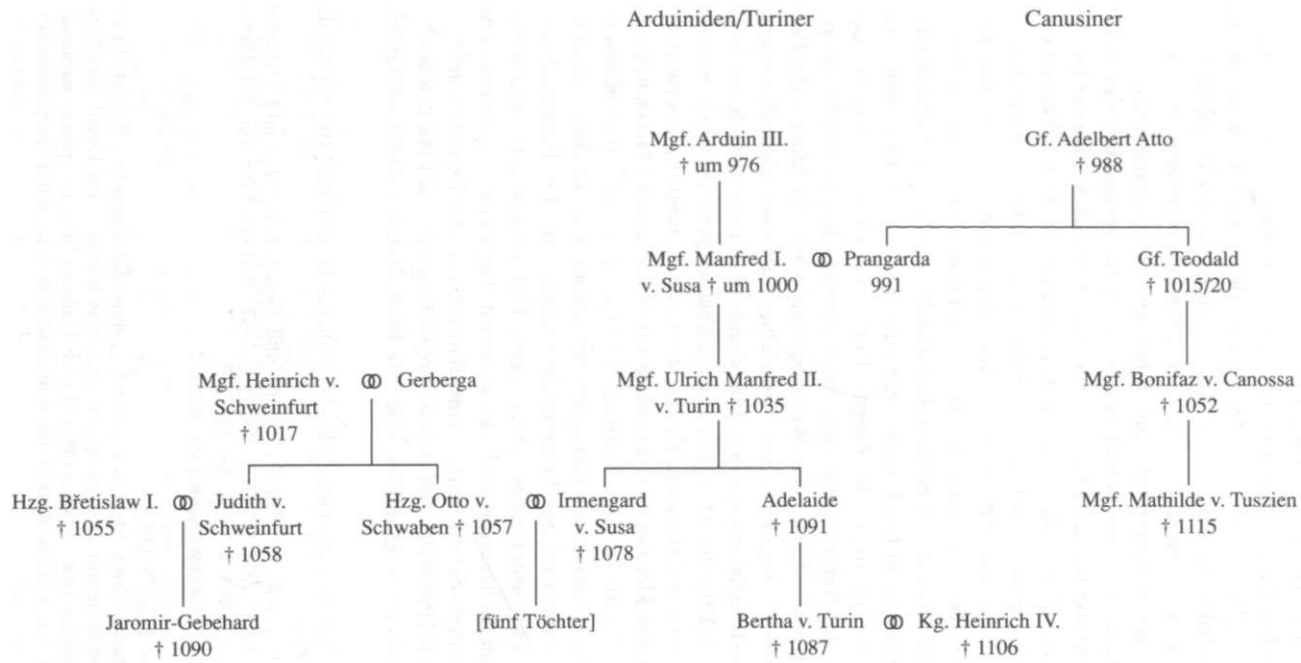 Arduiniden/Turiner
Canusiner
Mgf. Arduin III.
† um 976
Gf. Adelbert Atto
† 988
Mgf. Manfred I.
v. Susa † um 1000
⚭ Prangarda
991
Gf. Teodald
† 1015/20
Mgf. Heinrich v.
Schweinfurt
† 1017
⚭ Gerberga
Mgf. Ulrich Manfred II.
v. Turin † 1035
Mgf. Bonifaz v. Canossa
† 1052
Hzg. Břetislaw I.
† 1055
⚭ Judith v.
Schweinfurt
† 1058
Hzg. Otto v.
Schwaben † 1057
⚭ Irmengard
v. Susa
† 1078
Adelaide
† 1091
Mgf. Mathilde v. Tuszien
† 1115
Jaromir-Gebehard
† 1090
[fünf Töchter]
Bertha v. Turin
† 1087
⚭ Kg. Heinrich IV.
† 1106